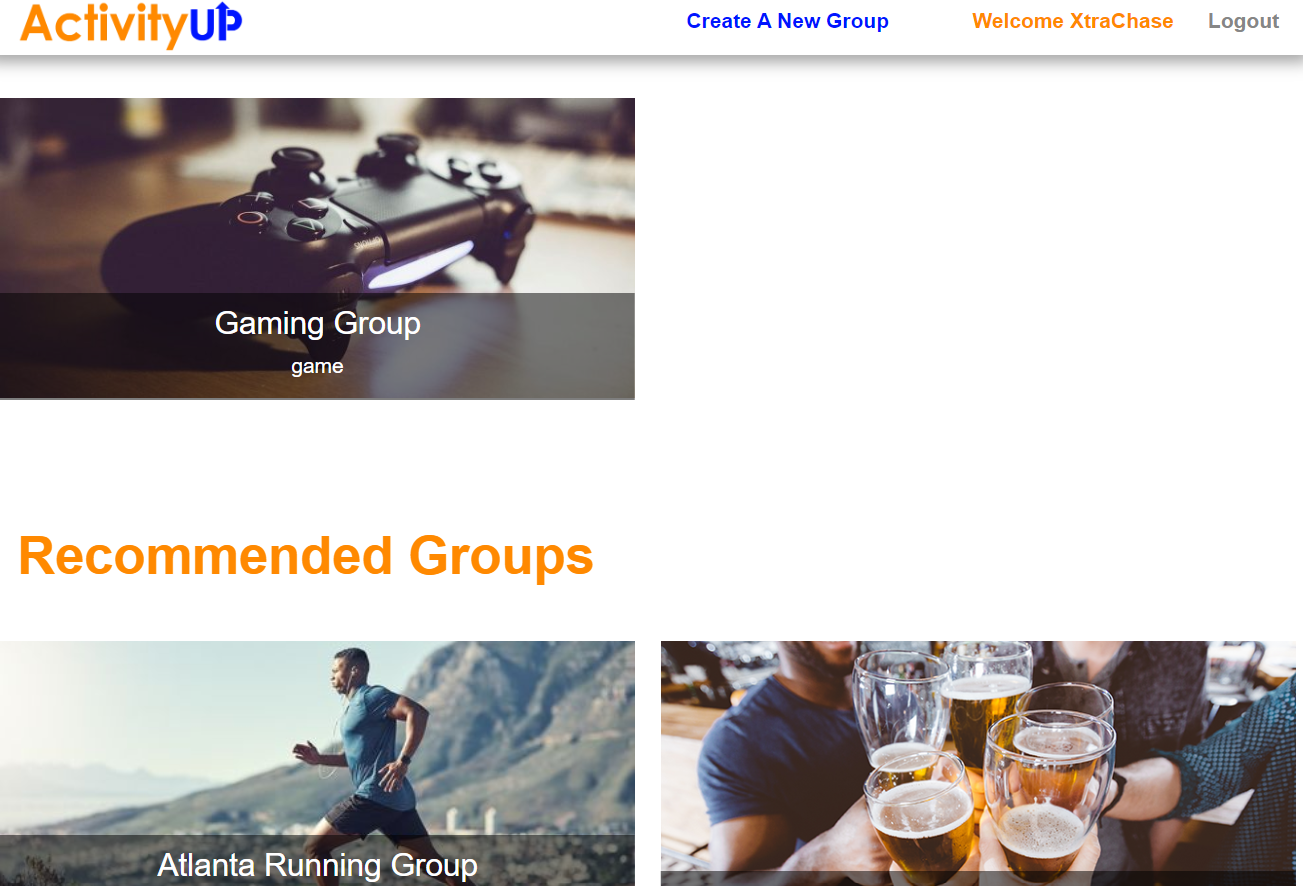 ActivityUP
Create A New Group
Welcome XtraChase
Logout
Gaming Group
game
Recommended Groups
Atlanta Running Group